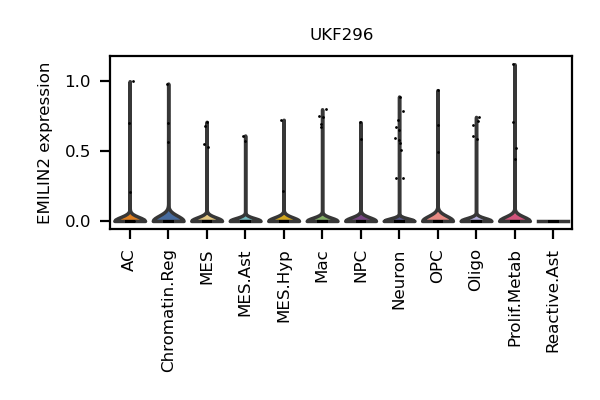 UKF296
EMILIN2 expression
1.0
0.5
0.0
AC
Chromatin.Reg
MES
MES.Ast
MES.Hyp
Mac
NPC
Neuron
OPC
Oligo
Prolif.Metab
Reactive.Ast